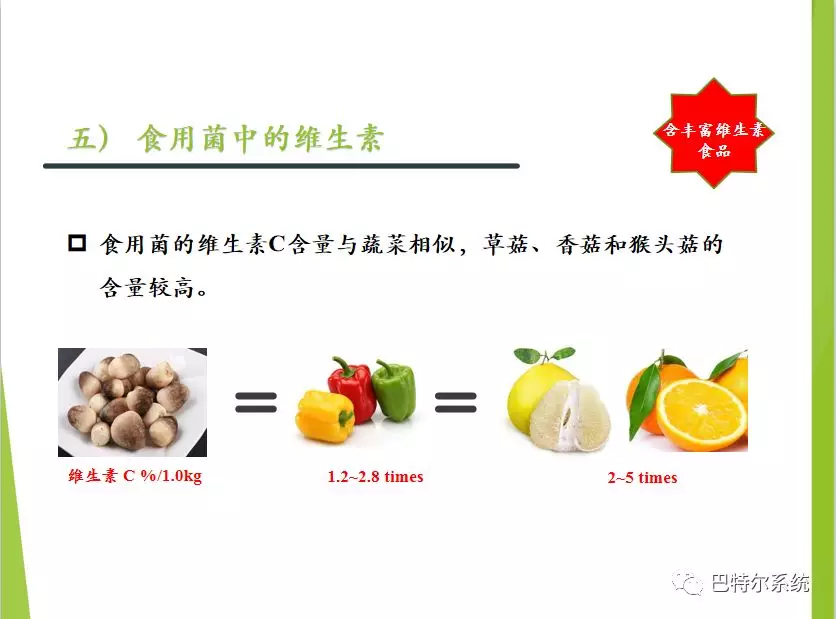 五） 食用菌中的维生素
含丰富维生素
食品
食用菌的维生素C含量与蔬菜相似，草菇、香菇和猴头菇的
含量较高。
维生素 C %/1.0kg
1.2~2.8 times
2~5 times
巴特尔系统